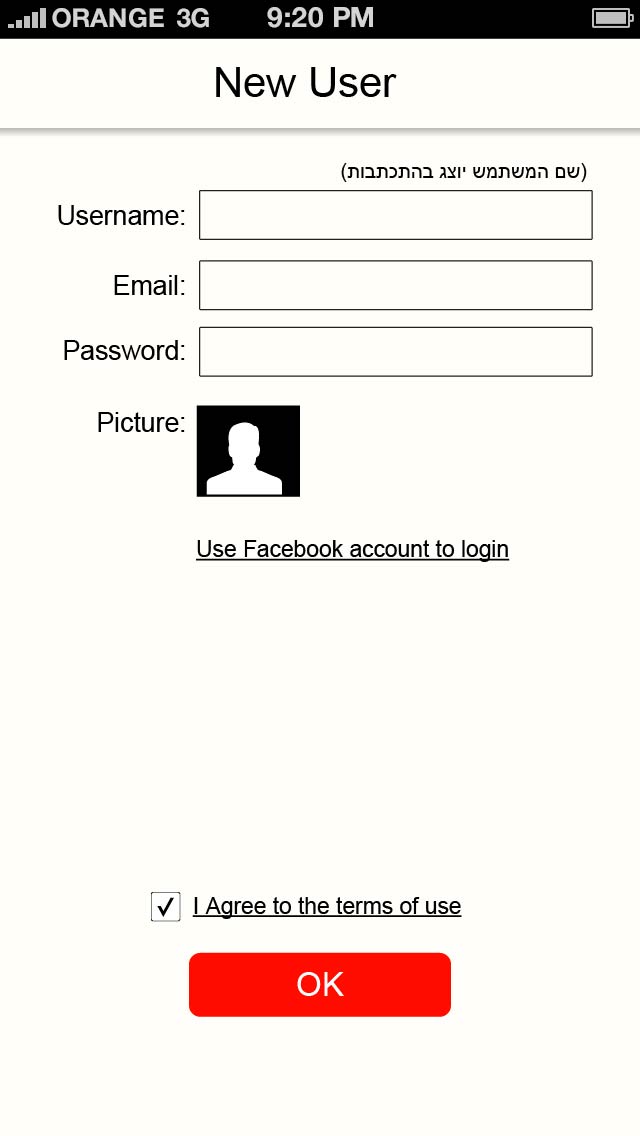 ORANGE 3G 9:20 PM
New User
(שם המשתמש יוצג בהתכתבות)
Username:
Email:
Password:
Picture:
Use Facebook account to login
I Agree to the terms of use
OK